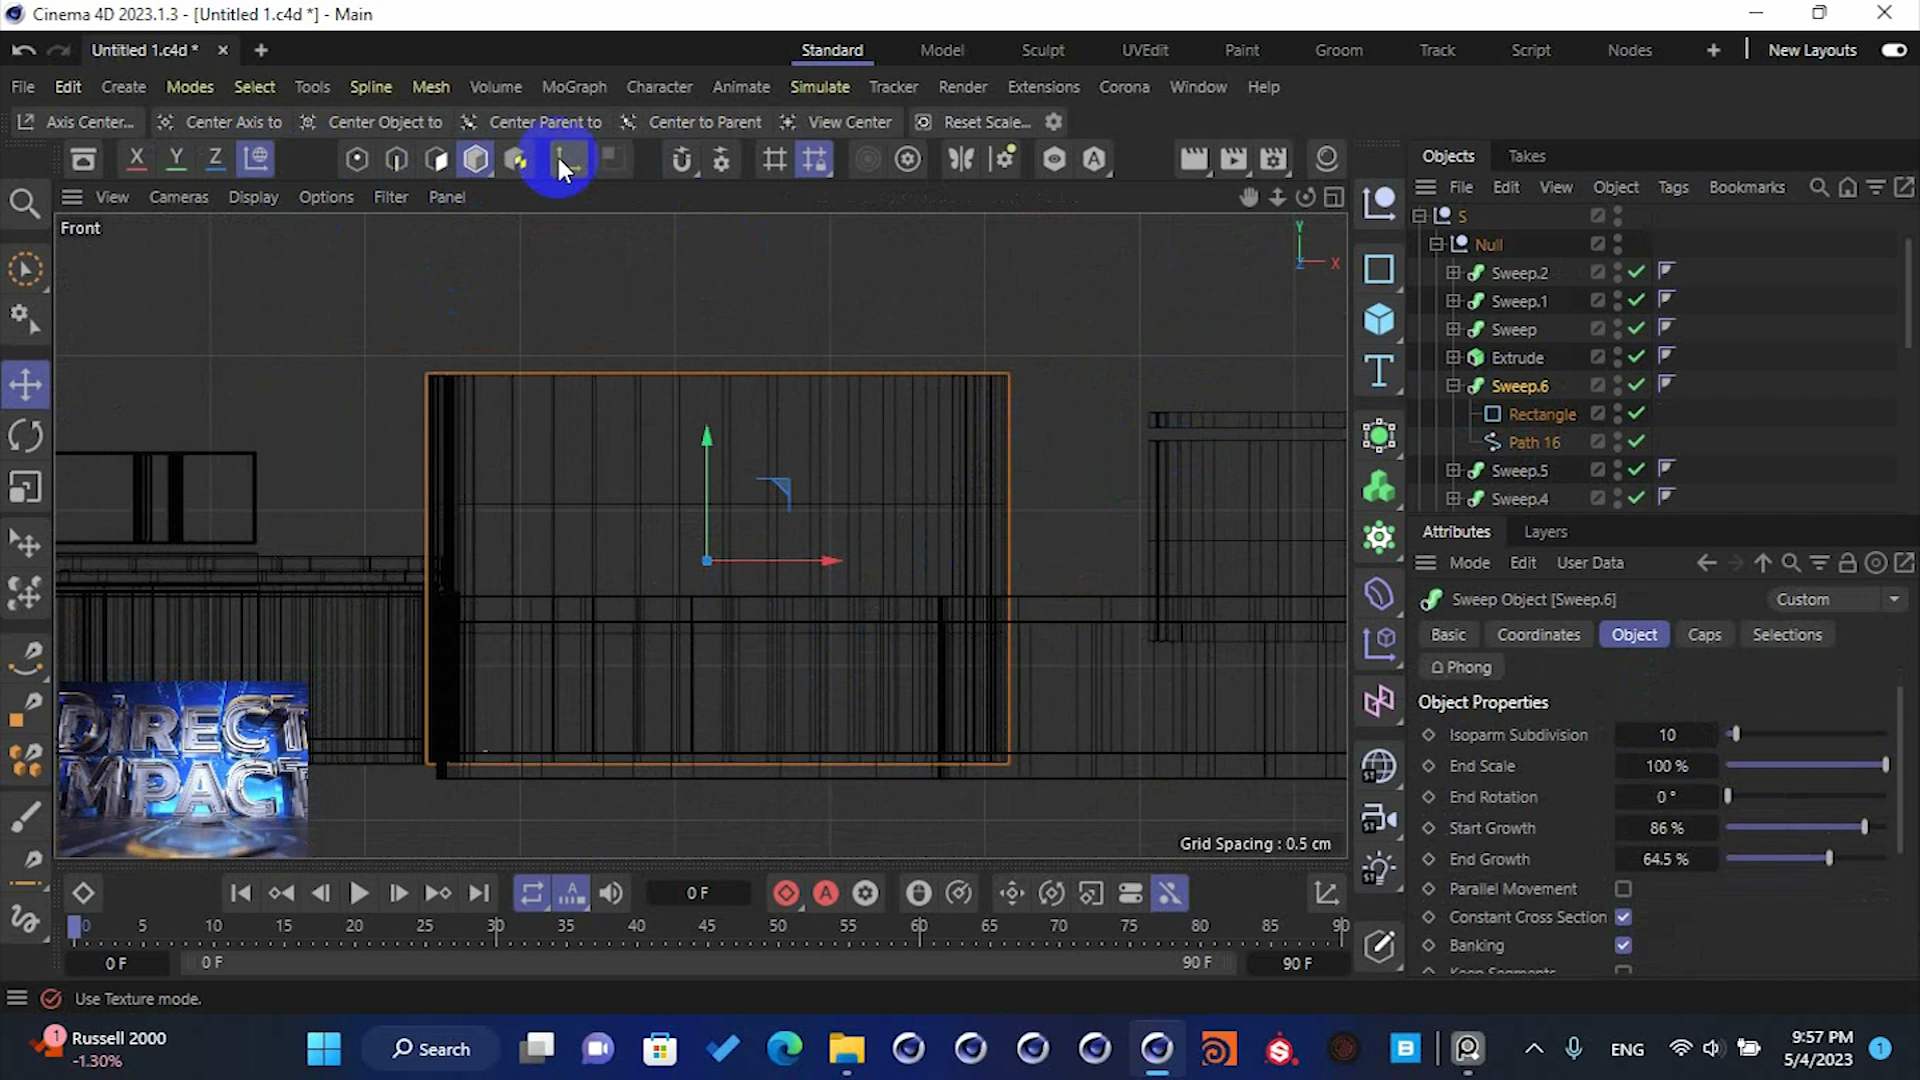 Cinema 4D 2023.1.3 - [Untitled 1.c4d *] - Main
Untitled 1.c4d *
Standard Model Sculpt UVEdit Paint Groom Track Script Nodes New Layouts
File Edit Create Modes Select Tools Spline Mesh Volume MoGraph Character Animate Simulate Tracker Render Extensions Corona Window Help
Axis Center... Center Axis to Center Object to Center Parent to Center to Parent View Center Reset Scale...
X Y Z
Objects Takes
File Edit View Object Tags Bookmarks
View Cameras Display Options Filter Panel
Front
Y
Z X
S
Null
Sweep.2
Sweep.1
Sweep
Extrude
Sweep.6
Rectangle
Path 16
Sweep.5
Sweep.4
Attributes Layers
Mode Edit User Data
Sweep Object [Sweep.6] Custom
Basic Coordinates Object Caps Selections
Phong
Object Properties
Isoparm Subdivision 10
End Scale 100 %
End Rotation 0 °
Start Growth 86 %
End Growth 64.5 %
Parallel Movement
Constant Cross Section
Banking
Keep Segments
DIRECT
IMPACT
Grid Spacing : 0.5 cm
0 F
0 5 10 15 20 25 30 35 40 45 50 55 60 65 70 75 80 85 90
0 F 0 F 90 F 90 F
Use Texture mode.
1 Russell 2000
-1.30%
Search
ENG
9:57 PM
5/4/2023
1